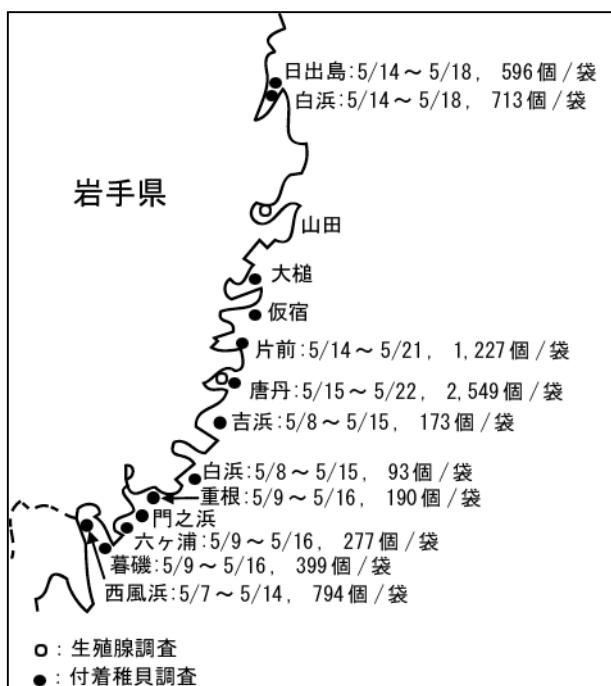 日出島:5/14～5/18, 596個/袋
白浜:5/14～5/18, 713個/袋
岩手県
山田
大槌
仮宿
片前:5/14～5/21, 1,227個/袋
唐丹:5/15～5/22, 2,549個/袋
吉浜:5/8～5/15, 173個/袋
白浜:5/8～5/15, 93個/袋
重根:5/9～5/16, 190個/袋
門之浜
六ヶ浦:5/9～5/16, 277個/袋
暮磯:5/9～5/16, 399個/袋
西風浜:5/7～5/14, 794個/袋
:生殖腺調査
:付着稚貝調査